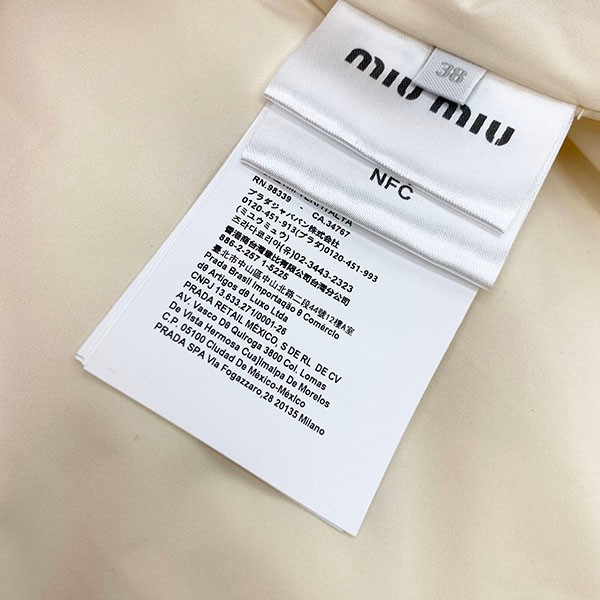 38
miu miu
NFC
RN.98339 - CA.34767
プラダジャパン株式会社
0120-451-913(プラダ)0120-451-993
(ミュウミュウ)
프라다코리아(유)02-3443-2323
香港商台灣普比有限公司台灣分公司
886-2-257 1-5225
臺北市中山區中山北路二段44號12樓A室
Prada Brasil Importação è Comércio
d8 Artigos d8 Luxo Ltda
CNPJ 13.633.271/0001-26
PRADA RETAIL MEXICO, S DE RL DE CV
AV. Vasco D8 Quiroga 3800 Col. Lomas
De Vista Hermosa Cuajimalpa De Morelos
C.P. 05100 Ciudad De México-México
PRADA SPA Via Fogazzaro,28 20135 Milano